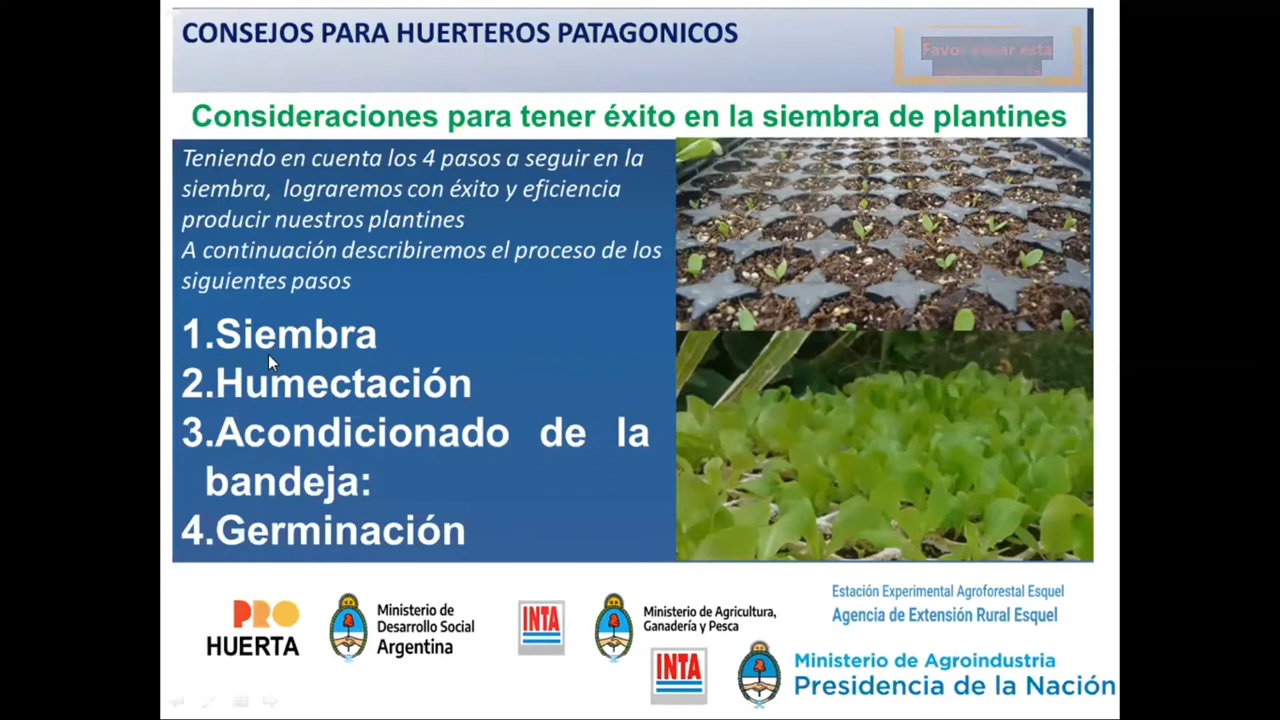 CONSEJOS PARA HUERTEROS PATAGONICOS
Consideraciones para tener éxito en la siembra de plantines
Teniendo en cuenta los 4 pasos a seguir en la
siembra, lograremos con éxito y eficiencia
producir nuestros plantines
A continuación describiremos el proceso de los
siguientes pasos
1.Siembra
2.Humectación
3.Acondicionado de la
bandeja:
4.Germinación
PRO
HUERTA
Ministerio de
Desarrollo Social
Argentina
INTA
Ministerio de Agricultura,
Ganadería y Pesca
Estación Experimental Agroforestal Esquel
Agencia de Extensión Rural Esquel
INTA
Ministerio de Agroindustria
Presidencia de la Nación